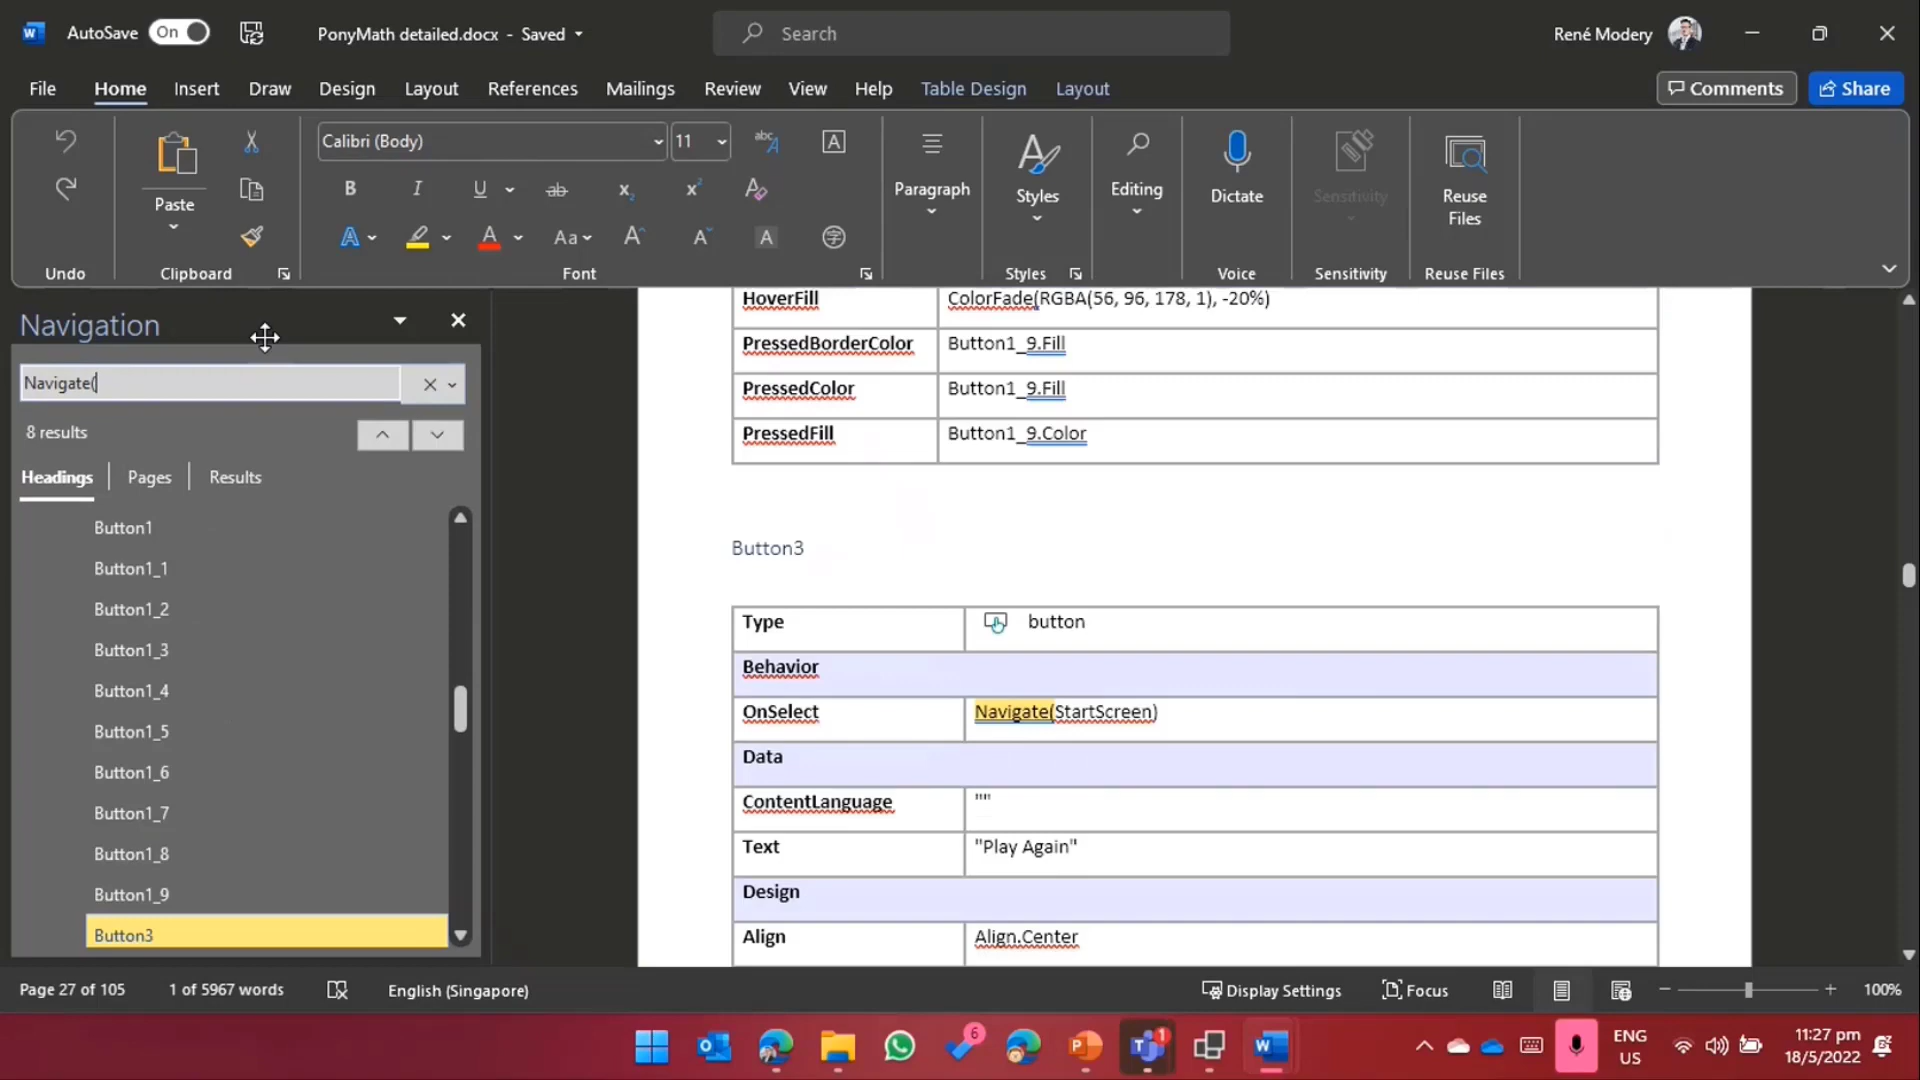 AutoSave On PonyMath detailed.docx - Saved Search René Modery
File Home Insert Draw Design Layout References Mailings Review View Help Table Design Layout Comments Share
Calibri (Body) 11
Paste
Paragraph
Styles
Editing
Dictate
Sensitivity
Reuse
Files
Undo Clipboard Font Styles Voice Sensitivity Reuse Files
Navigation
Navigate(
8 results
Headings Pages Results
Button1
Button1_1
Button1_2
Button1_3
Button1_4
Button1_5
Button1_6
Button1_7
Button1_8
Button1_9
Button3
HoverFill ColorFade(RGBA(56, 96, 178, 1), -20%)
PressedBorderColor Button1_9.Fill
PressedColor Button1_9.Fill
PressedFill Button1_9.Color
Button3
Type button
Behavior
OnSelect Navigate(StartScreen)
Data
ContentLanguage ""
Text "Play Again"
Design
Align Align.Center
Page 27 of 105 1 of 5967 words English (Singapore) Display Settings Focus 100%
6
1
ENG
US
11:27 pm
18/5/2022